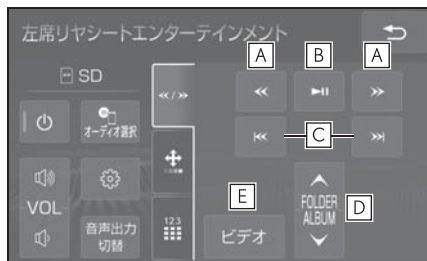 左席リヤシートエンターテインメント
A B A
SD
オーディオ選択
C
E
FOLDER
ALBUM
D
VOL
音声出力
切替
123
ビデオ